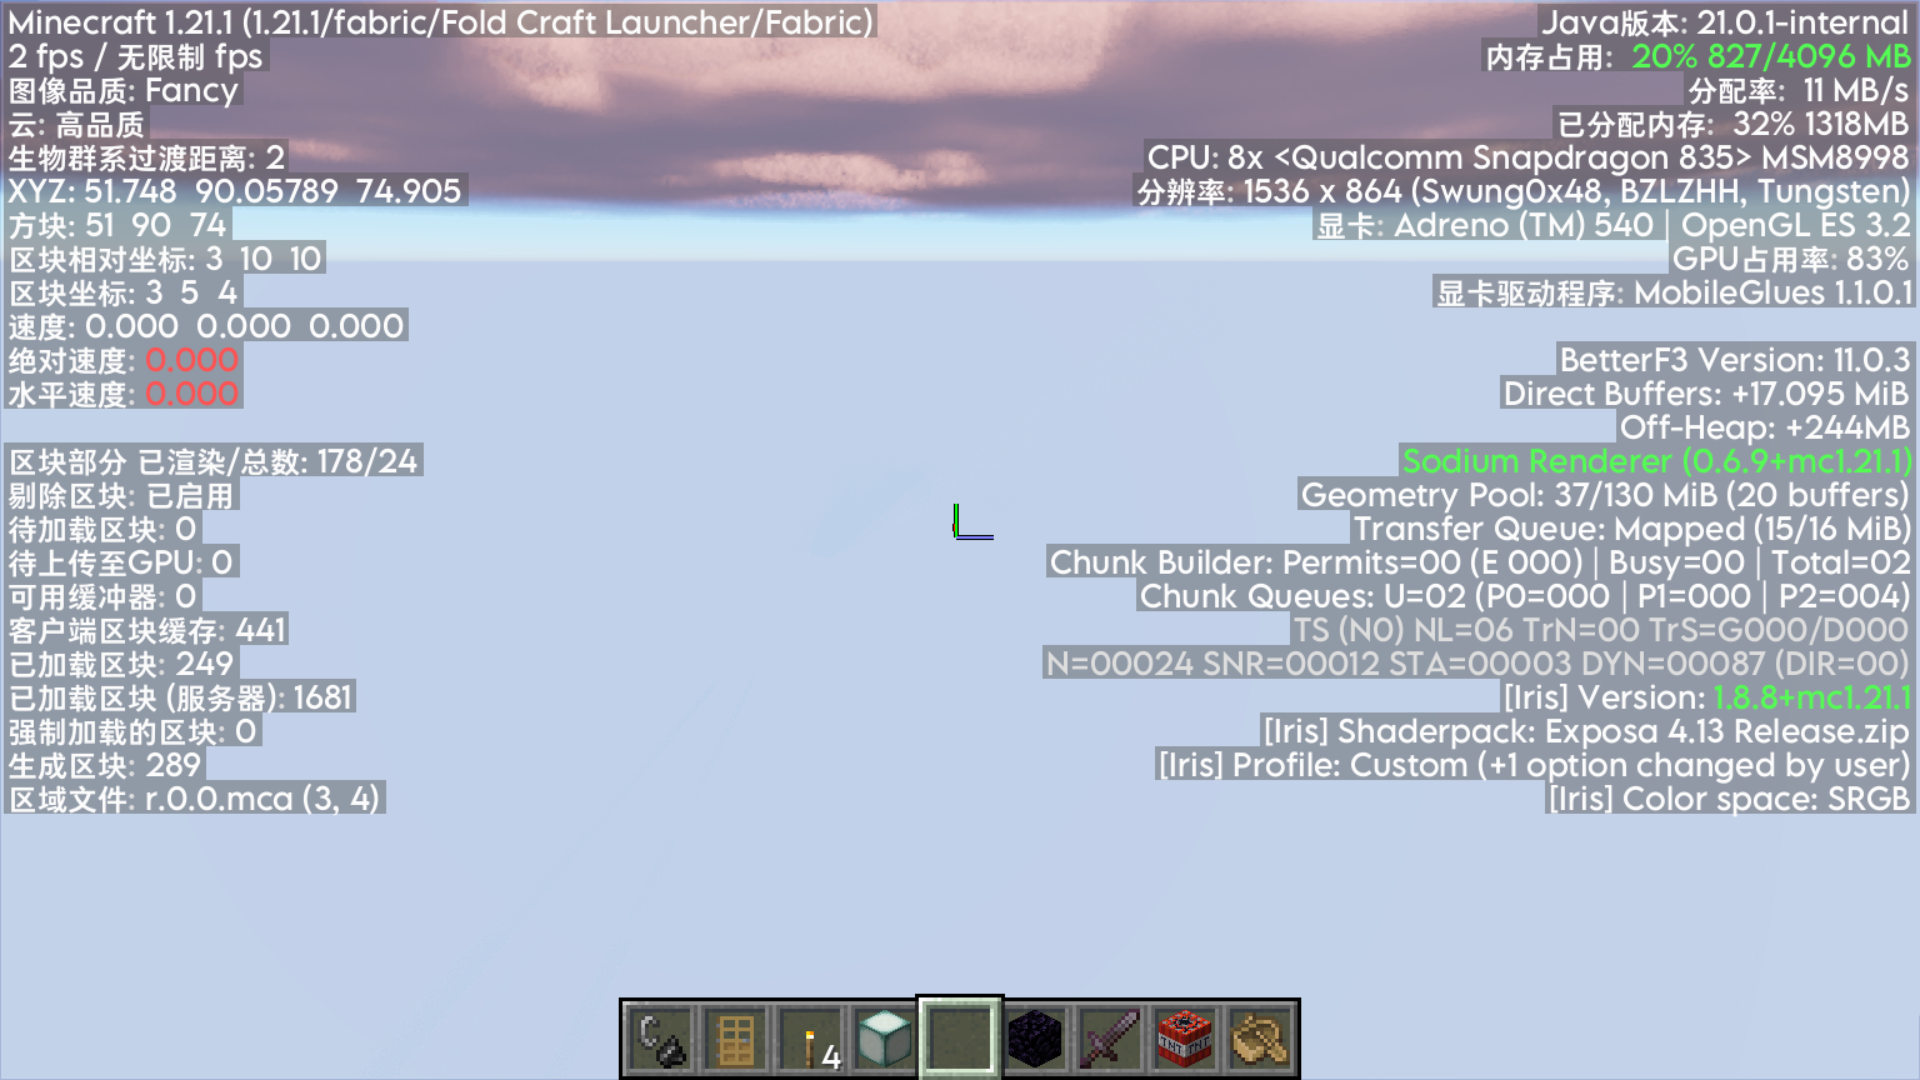 Minecraft 1.21.1 (1.21.1/fabric/Fold Craft Launcher/Fabric)
2 fps / 无限制 fps
图像品质: Fancy
云: 高品质
生物群系过渡距离: 2
XYZ: 51.748 90.05789 74.905
方块: 51 90 74
区块相对坐标: 3 10 10
区块坐标: 3 5 4
速度: 0.000 0.000 0.000
绝对速度: 0.000
水平速度: 0.000
区块部分 已渲染/总数: 178/24
剔除区块: 已启用
待加载区块: 0
待上传至GPU: 0
可用缓冲器: 0
客户端区块缓存: 441
已加载区块: 249
已加载区块 (服务器): 1681
强制加载的区块: 0
生成区块: 289
区域文件: r.0.0.mca (3, 4)
Java版本: 21.0.1-internal
内存占用: 20% 827/4096 MB
分配率: 11 MB/s
已分配内存: 32% 1318MB
CPU: 8x <Qualcomm Snapdragon 835> MSM8998
分辨率: 1536 x 864 (Swung0x48, BZLZHH, Tungsten)
显卡: Adreno (TM) 540 | OpenGL ES 3.2
GPU占用率: 83%
显卡驱动程序: MobileGlues 1.1.0.1
BetterF3 Version: 11.0.3
Direct Buffers: +17.095 MiB
Off-Heap: +244MB
Sodium Renderer (0.6.9+mc1.21.1)
Geometry Pool: 37/130 MiB (20 buffers)
Transfer Queue: Mapped (15/16 MiB)
Chunk Builder: Permits=00 (E 000) | Busy=00 | Total=02
Chunk Queues: U=02 (P0=000 | P1=000 | P2=004)
TS (N0) NL=06 TrN=00 TrS=G000/D000
N=00024 SNR=00012 STA=00003 DYN=00087 (DIR=00)
[Iris] Version: 1.8.8+mc1.21.1
[Iris] Shaderpack: Exposa 4.13 Release.zip
[Iris] Profile: Custom (+1 option changed by user)
[Iris] Color space: SRGB
4
TNT TNT